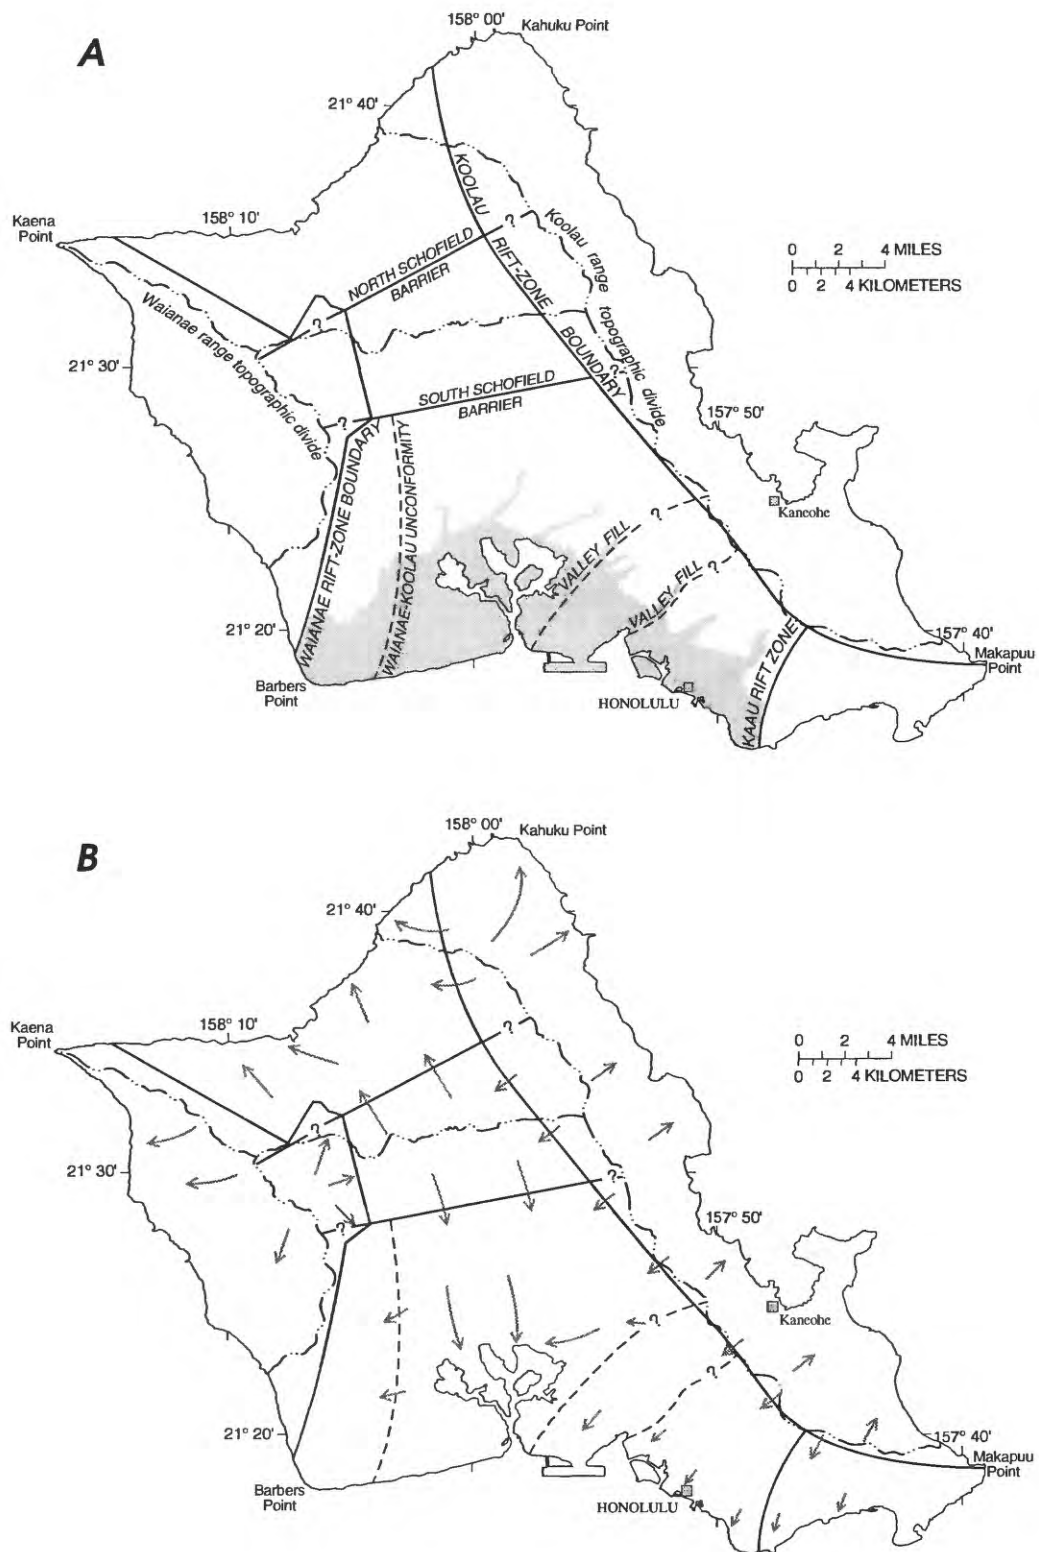 A
158° 00'
Kahuku Point
21° 40'
KOOLAU
Kaena
Point
158° 10'
?
Koolau range topographic divide
0 2 4 MILES
0 2 4 KILOMETERS
NORTH SCHOFIELD
BARRIER
RIFT-ZONE
BOUNDARY
?
Waianae range topographic divide
21° 30'
?
SOUTH SCHOFIELD
BARRIER
157° 50'
?
WAIANAE RIFT-ZONE BOUNDARY
WAIANAE-KOOLAU UNCONFORMITY
Kaneohe
?
VALLEY FILL
?
VALLEY FILL
21° 20'
157° 40'
Makapuu
Point
Barbers
Point
HONOLULU
KAAU RIFT ZONE
B
158° 00'
Kahuku Point
21° 40'
Kaena
Point
158° 10'
?
0 2 4 MILES
0 2 4 KILOMETERS
?
21° 30'
?
?
157° 50'
Kaneohe
?
?
21° 20'
157° 40'
Makapuu
Point
Barbers
Point
HONOLULU